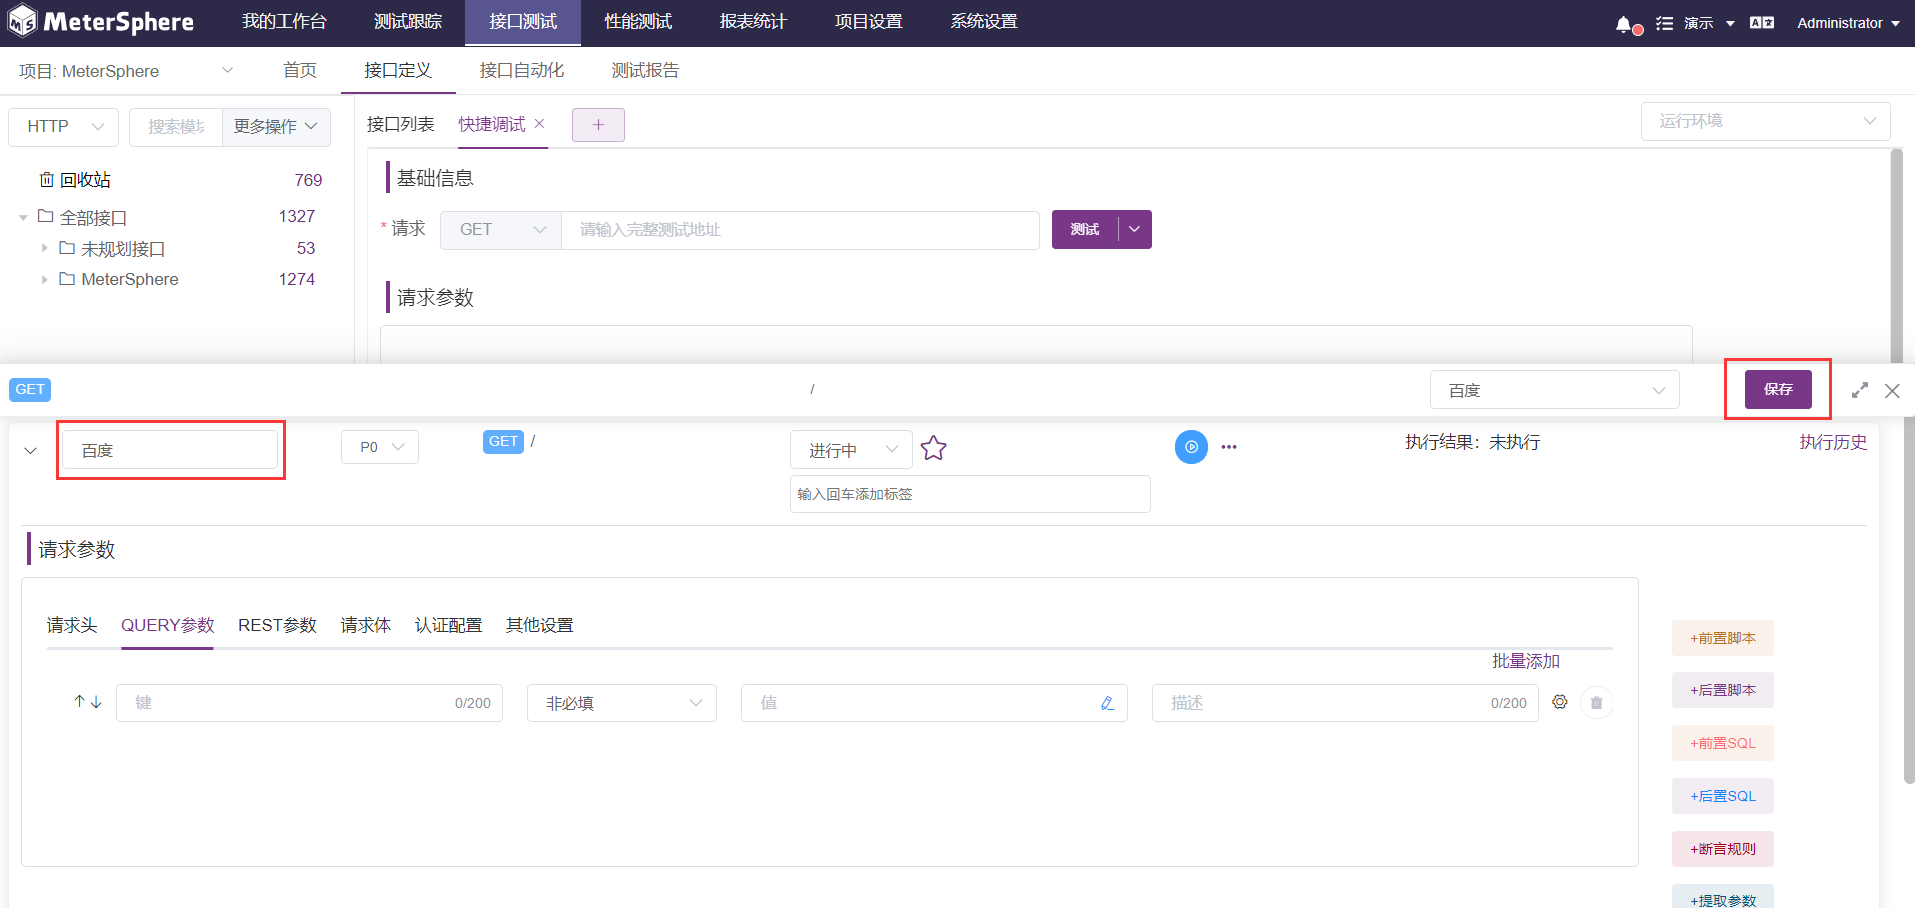 MeterSphere 我的工作台 测试跟踪 接口测试 性能测试 报表统计 项目设置 系统设置 演示 Administrator
项目: MeterSphere 首页 接口定义 接口自动化 测试报告
HTTP 搜索模块 更多操作 接口列表 快捷调试 + 运行环境
回收站 769
全部接口 1327
未规划接口 53
MeterSphere 1274
基础信息
* 请求 GET 请输入完整测试地址 测试
请求参数
GET / 百度 保存
百度 P0 GET / 进行中 执行结果：未执行 执行历史
输入回车添加标签
请求参数
请求头 QUERY参数 REST参数 请求体 认证配置 其他设置
批量添加
键 0/200 非必填 值 描述 0/200
+前置脚本
+后置脚本
+前置SQL
+后置SQL
+断言规则
+提取参数